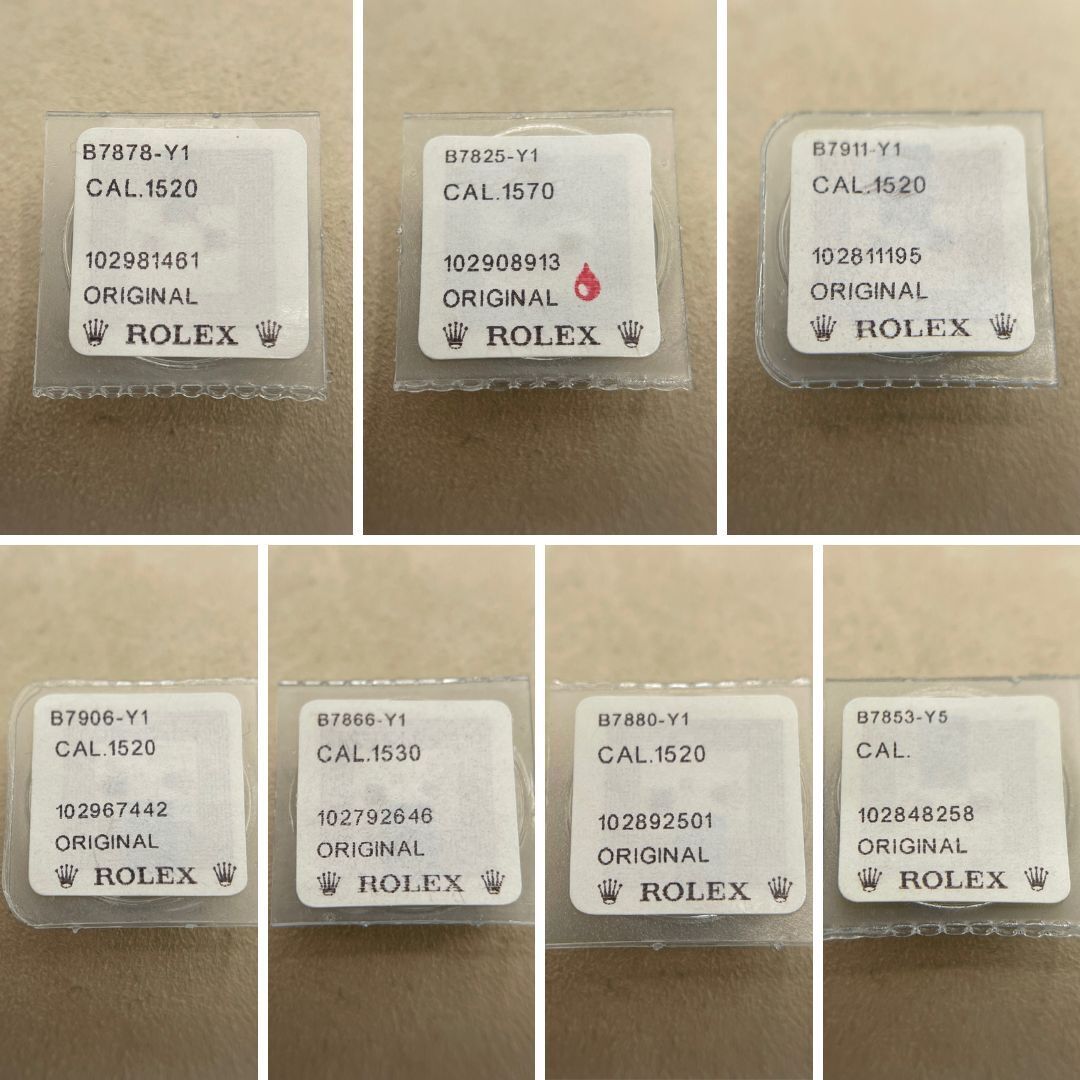 B7878-Y1
CAL.1520
102981461
ORIGINAL
ROLEX
B7825-Y1
CAL.1570
102908913
ORIGINAL
ROLEX
B7911-Y1
CAL.1520
102811195
ORIGINAL
ROLEX
B7906-Y1
CAL.1520
102967442
ORIGINAL
ROLEX
B7866-Y1
CAL.1530
102792646
ORIGINAL
ROLEX
B7880-Y1
CAL.1520
102892501
ORIGINAL
ROLEX
B7853-Y5
CAL.
102848258
ORIGINAL
ROLEX